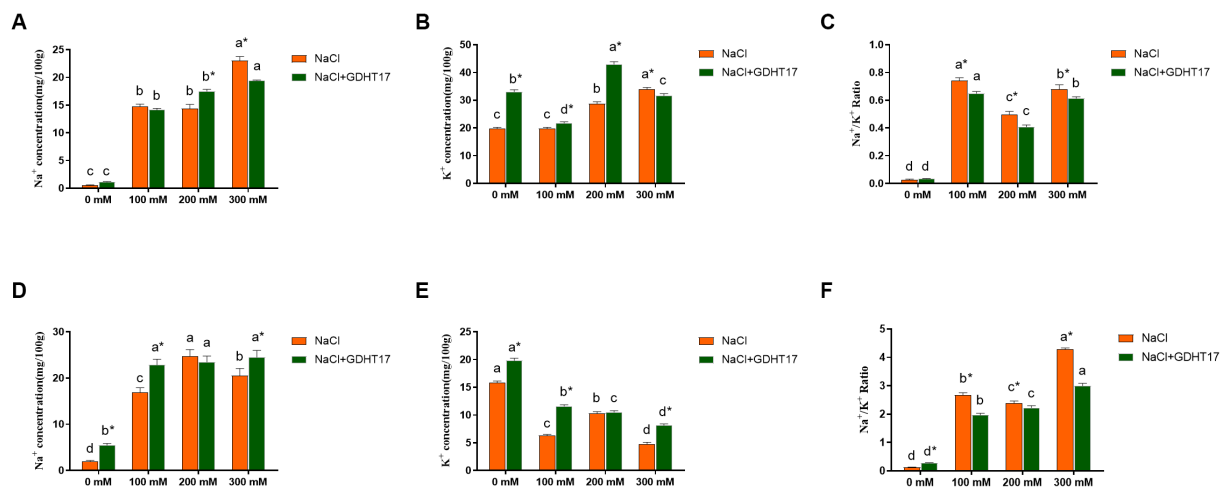 A
Na⁺ concentration(mg/100g)
25
20
15
10
5
0
c c
b b
b b*
a* a
0 mM 100 mM 200 mM 300 mM
NaCl
NaCl+GDHT17
B
K⁺ concentration(mg/100g)
50
40
30
20
10
0
c b*
c d*
b a*
a* c
0 mM 100 mM 200 mM 300 mM
NaCl
NaCl+GDHT17
C
Na⁺/K⁺ Ratio
1.0
0.8
0.6
0.4
0.2
0.0
d d
a* a
c* c
b* b
0 mM 100 mM 200 mM 300 mM
NaCl
NaCl+GDHT17
D
Na⁺ concentration(mg/100g)
30
20
10
0
d c
c a*
a a
b a*
0 mM 100 mM 200 mM 300 mM
NaCl
NaCl+GDHT17
E
K⁺ concentration(mg/100g)
25
20
15
10
5
0
a a*
c b*
b c
d d*
0 mM 100 mM 200 mM 300 mM
NaCl
NaCl+GDHT17
F
Na⁺/K⁺ Ratio
5
4
3
2
1
0
d d*
b* b
c* c
a* a
0 mM 100 mM 200 mM 300 mM
NaCl
NaCl+GDHT17